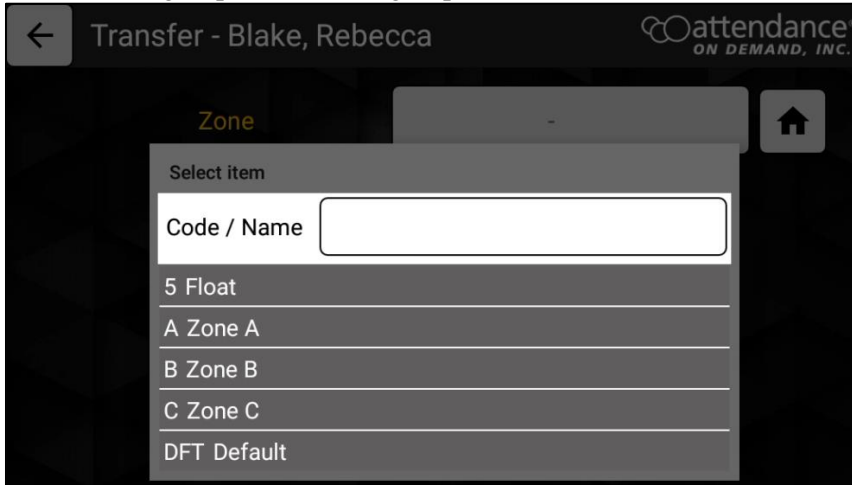 Transfer - Blake, Rebecca
attendance
ON DEMAND, INC.
Zone -
Select item
Code / Name
5 Float
A Zone A
B Zone B
C Zone C
DFT Default